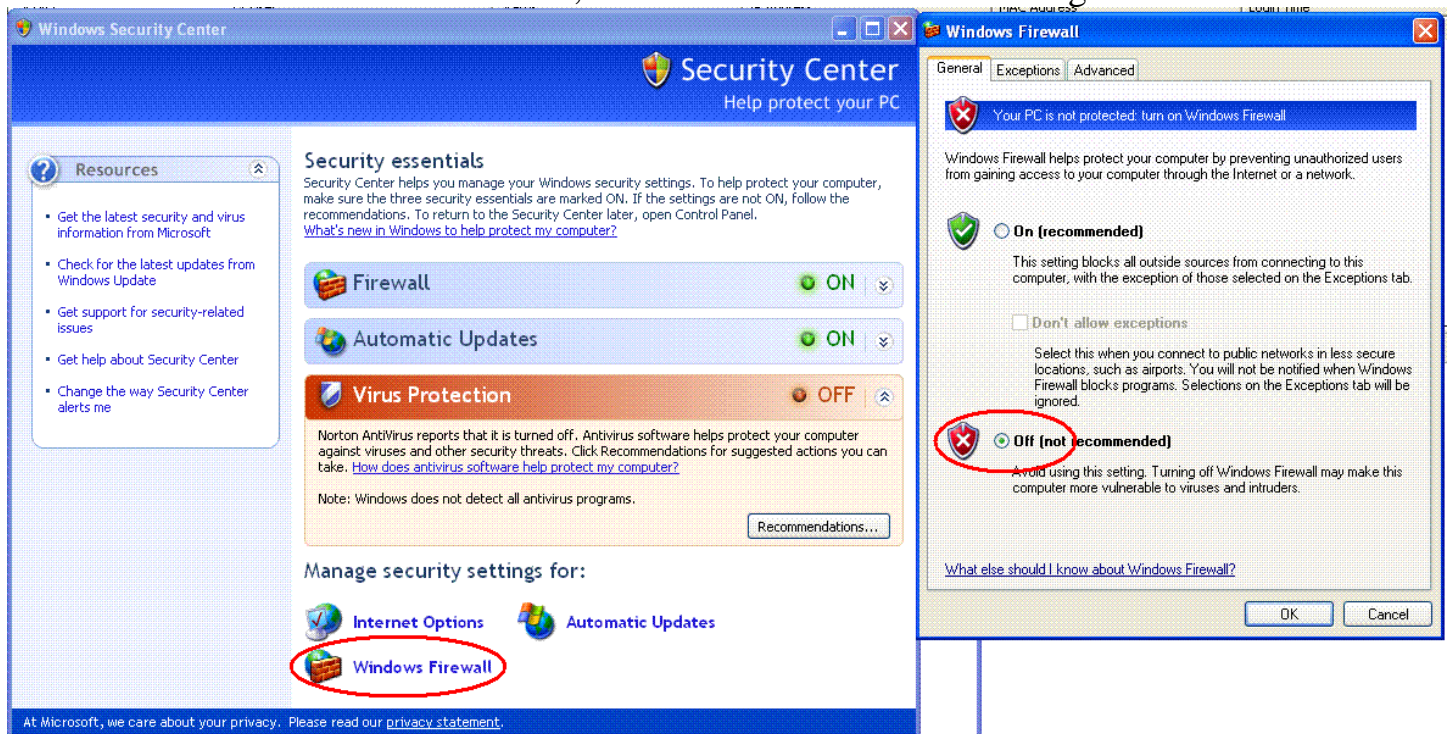 MAC Address
Login Time
Windows Security Center
Security Center
Help protect your PC
Resources
Get the latest security and virus
information from Microsoft
Check for the latest updates from
Windows Update
Get support for security-related
issues
Get help about Security Center
Change the way Security Center
alerts me
Security essentials
Security Center helps you manage your Windows security settings. To help protect your computer,
make sure the three security essentials are marked ON. If the settings are not ON, follow the
recommendations. To return to the Security Center later, open Control Panel.
What's new in Windows to help protect my computer?
Firewall ON
Automatic Updates ON
Virus Protection OFF
Norton AntiVirus reports that it is turned off. Antivirus software helps protect your computer
against viruses and other security threats. Click Recommendations for suggested actions you can
take. How does antivirus software help protect my computer?
Note: Windows does not detect all antivirus programs.
Recommendations...
Manage security settings for:
Internet Options Automatic Updates
Windows Firewall
At Microsoft, we care about your privacy. Please read our privacy statement.
Windows Firewall
General Exceptions Advanced
Your PC is not protected: turn on Windows Firewall
Windows Firewall helps protect your computer by preventing unauthorized users
from gaining access to your computer through the Internet or a network.
On (recommended)
This setting blocks all outside sources from connecting to this
computer, with the exception of those selected on the Exceptions tab.
Don't allow exceptions
Select this when you connect to public networks in less secure
locations, such as airports. You will not be notified when Windows
Firewall blocks programs. Selections on the Exceptions tab will be
ignored.
Off (not recommended)
Avoid using this setting. Turning off Windows Firewall may make this
computer more vulnerable to viruses and intruders.
What else should I know about Windows Firewall?
OK Cancel